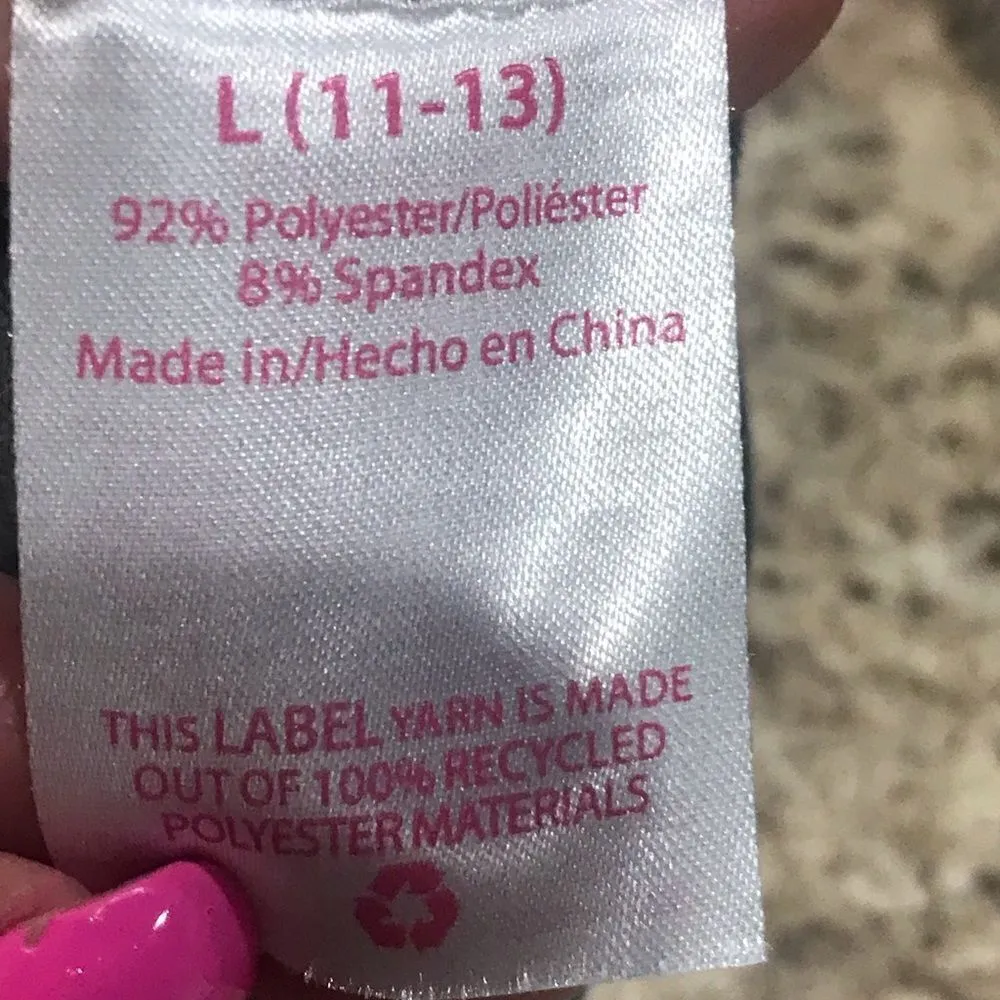 L (11-13)
92% Polyester/Poliéster
8% Spandex
Made in/Hecho en China
THIS LABEL YARN IS MADE
OUT OF 100% RECYCLED
POLYESTER MATERIALS